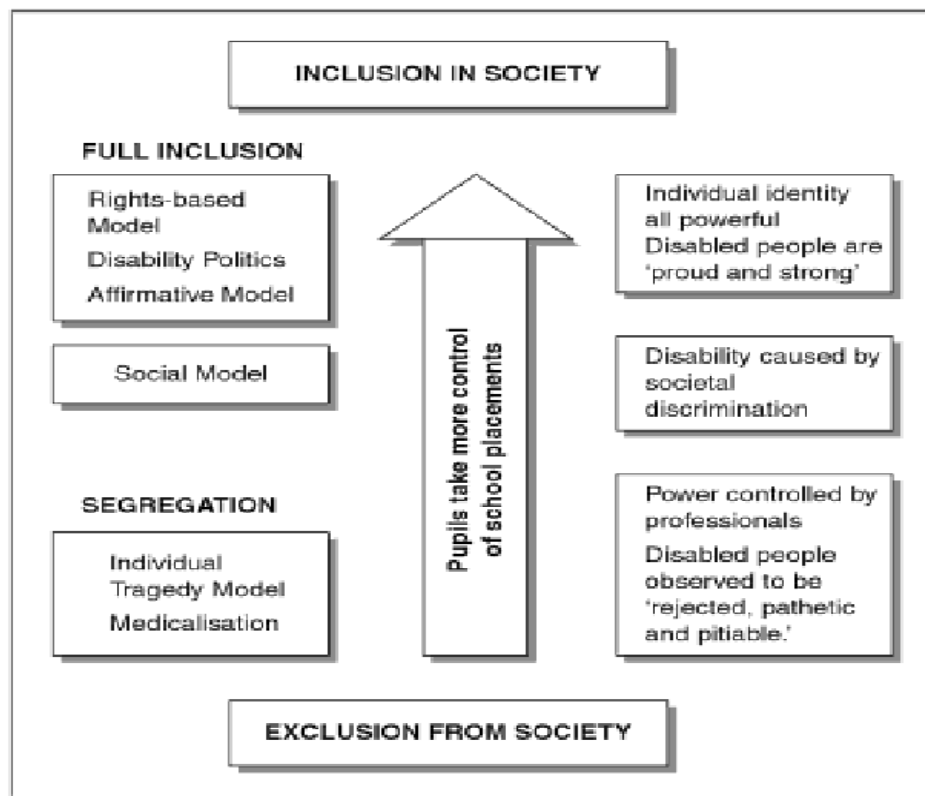 INCLUSION IN SOCIETY
FULL INCLUSION
Rights-based
Model
Disability Politics
Affirmative Model
Social Model
SEGREGATION
Individual
Tragedy Model
Medicalisation
Pupils take more control
of school placements
Individual identity
all powerful
Disabled people are
‘proud and strong’
Disability caused by
societal
discrimination
Power controlled by
professionals
Disabled people
observed to be
‘rejected, pathetic
and pitiable.’
EXCLUSION FROM SOCIETY